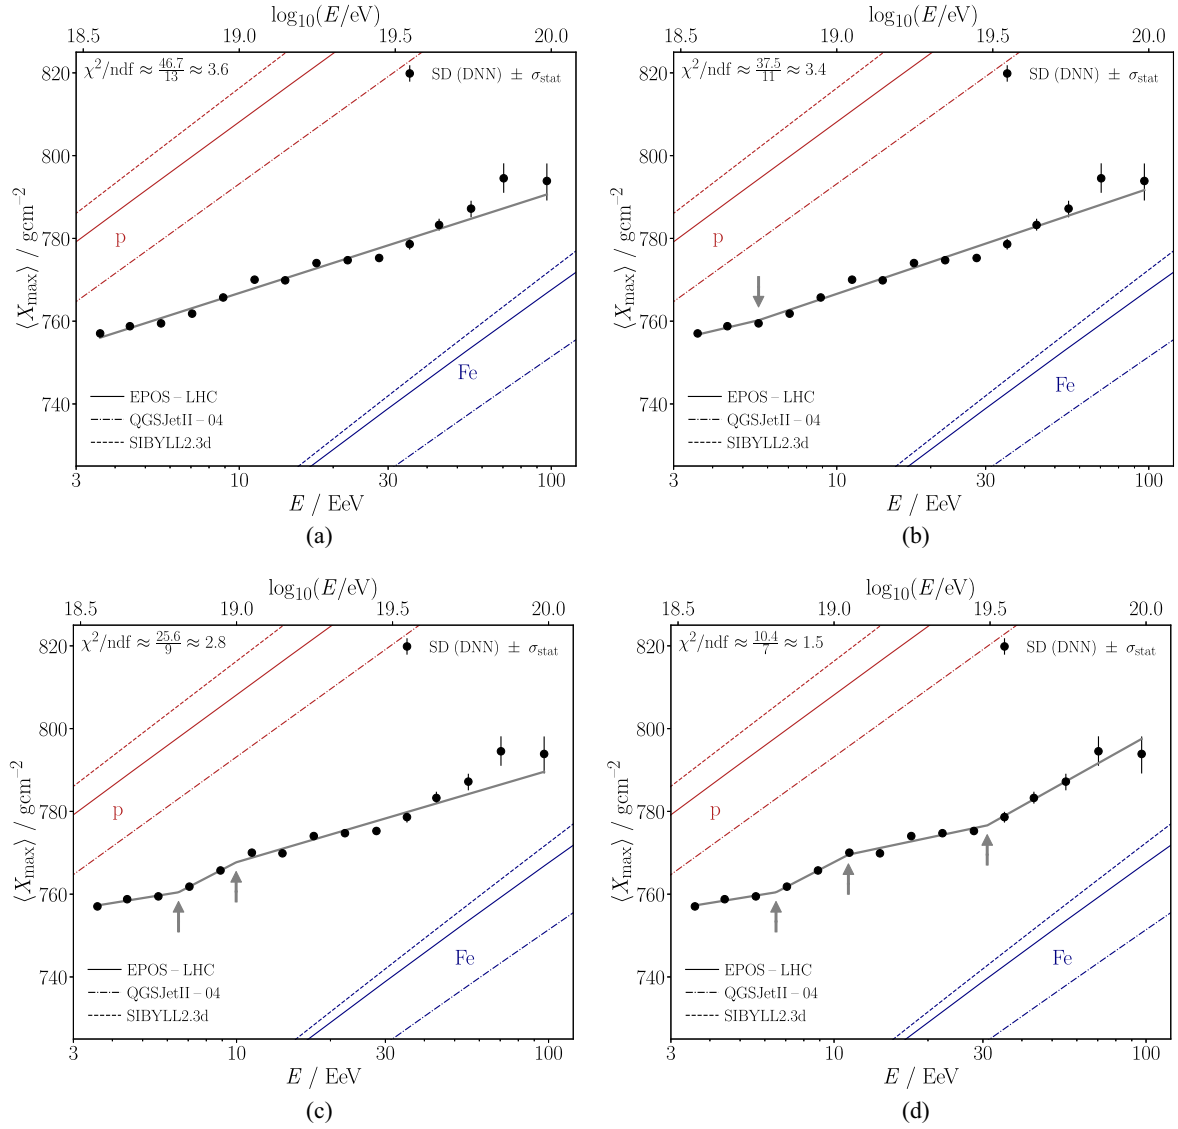 log₁₀(E/eV)
18.5 19.0 19.5 20.0
χ²/ndf ≈ 46.7/13 ≈ 3.6
SD (DNN) ± σstat
820
800
780
760
740
⟨Xmax⟩ / gcm⁻²
p
Fe
EPOS – LHC
QGSJetII – 04
SIBYLL2.3d
3 10 30 100
E / EeV
(a)
log₁₀(E/eV)
18.5 19.0 19.5 20.0
χ²/ndf ≈ 37.5/11 ≈ 3.4
SD (DNN) ± σstat
820
800
780
760
740
⟨Xmax⟩ / gcm⁻²
p
Fe
EPOS – LHC
QGSJetII – 04
SIBYLL2.3d
3 10 30 100
E / EeV
(b)
log₁₀(E/eV)
18.5 19.0 19.5 20.0
χ²/ndf ≈ 25.6/9 ≈ 2.8
SD (DNN) ± σstat
820
800
780
760
740
⟨Xmax⟩ / gcm⁻²
p
Fe
EPOS – LHC
QGSJetII – 04
SIBYLL2.3d
3 10 30 100
E / EeV
(c)
log₁₀(E/eV)
18.5 19.0 19.5 20.0
χ²/ndf ≈ 10.4/7 ≈ 1.5
SD (DNN) ± σstat
820
800
780
760
740
⟨Xmax⟩ / gcm⁻²
p
Fe
EPOS – LHC
QGSJetII – 04
SIBYLL2.3d
3 10 30 100
E / EeV
(d)